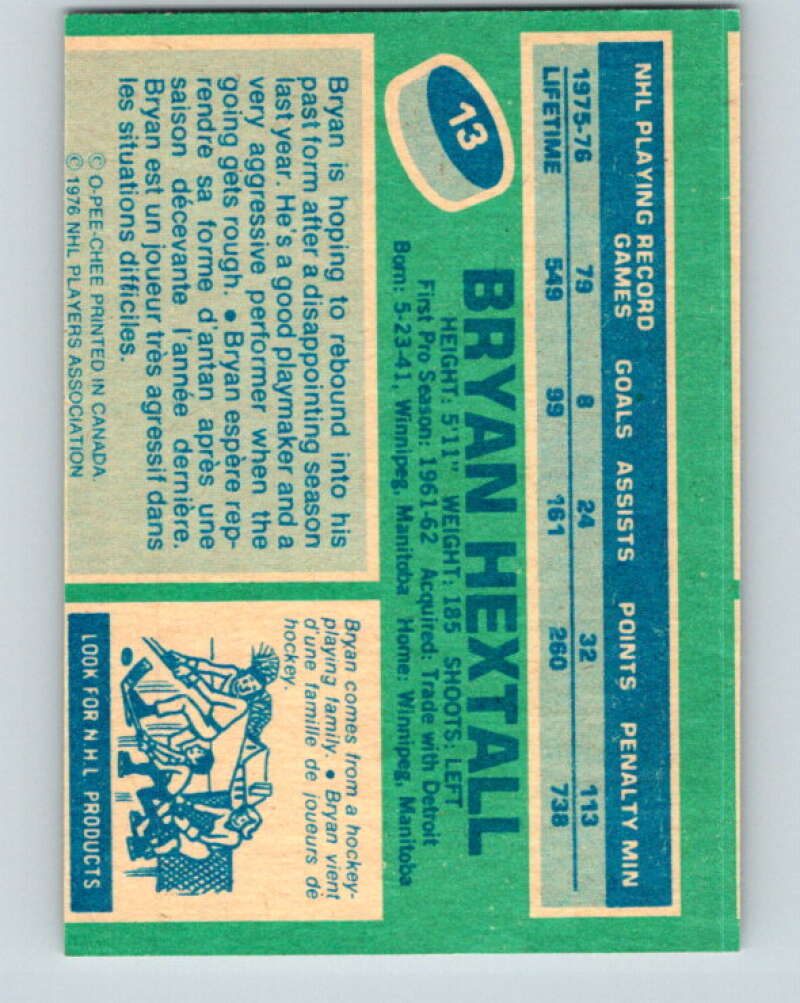 NHL PLAYING RECORD
GAMES GOALS ASSISTS POINTS PENALTY MIN
1975-76 79 8 24 32 113
LIFETIME 549 99 161 260 738
13
BRYAN HEXTALL
HEIGHT: 5'11" WEIGHT: 185 SHOOTS: LEFT
First Pro Season: 1961-62 Acquired: Trade with Detroit
Born: 5-23-41, Winnipeg, Manitoba Home: Winnipeg, Manitoba
Bryan is hoping to rebound into his
past form after a disappointing season
last year. He's a good playmaker and a
very aggressive performer when the
going gets rough. • Bryan espère rep-
rendre sa forme d'antan après une
saison décevante l'année dernière.
Bryan est un joueur très agressif dans
les situations difficiles.
© O-PEE-CHEE PRINTED IN CANADA
© 1976 NHL PLAYERS ASSOCIATION
Bryan comes from a hockey-
playing family. • Bryan vient
d'une famille de joueurs de
hockey.
LOOK FOR N.H.L PRODUCTS